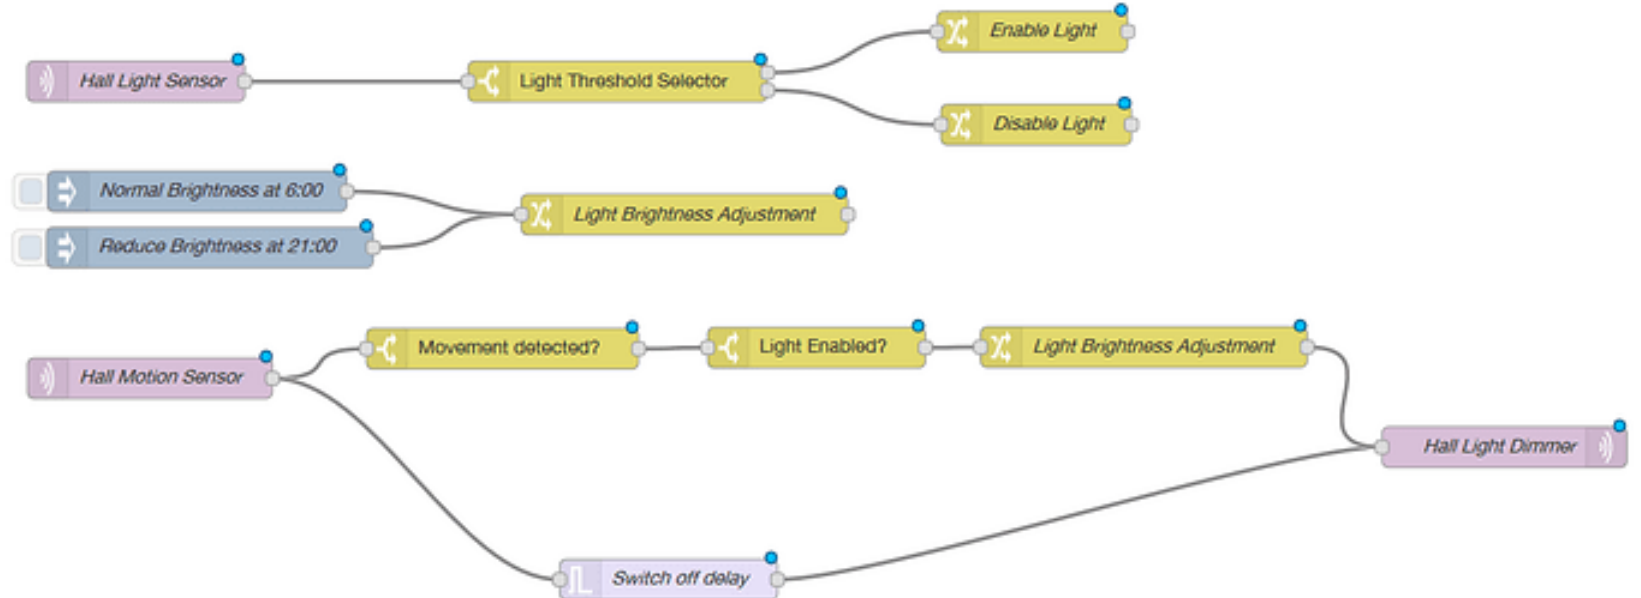 Enable Light
Hall Light Sensor
Light Threshold Selector
Disable Light
Normal Brightness at 6:00
Light Brightness Adjustment
Reduce Brightness at 21:00
Movement detected?
Light Enabled?
Light Brightness Adjustment
Hall Motion Sensor
Hall Light Dimmer
Switch off delay